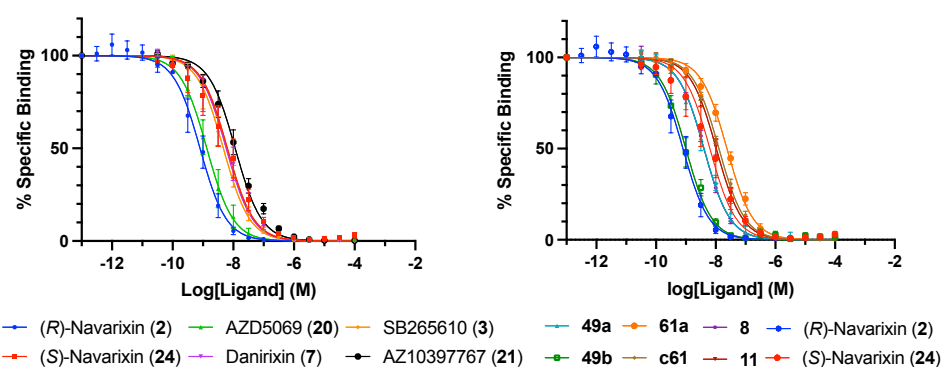 % Specific Binding
100
50
0
-12 -10 -8 -6 -4 -2
Log[Ligand] (M)
(R)-Navarixin (2) AZD5069 (20) SB265610 (3)
(S)-Navarixin (24) Danirixin (7) AZ10397767 (21)
% Specific Binding
100
50
0
-12 -10 -8 -6 -4 -2
log[Ligand] (M)
49a 61a 8 (R)-Navarixin (2)
49b c61 11 (S)-Navarixin (24)